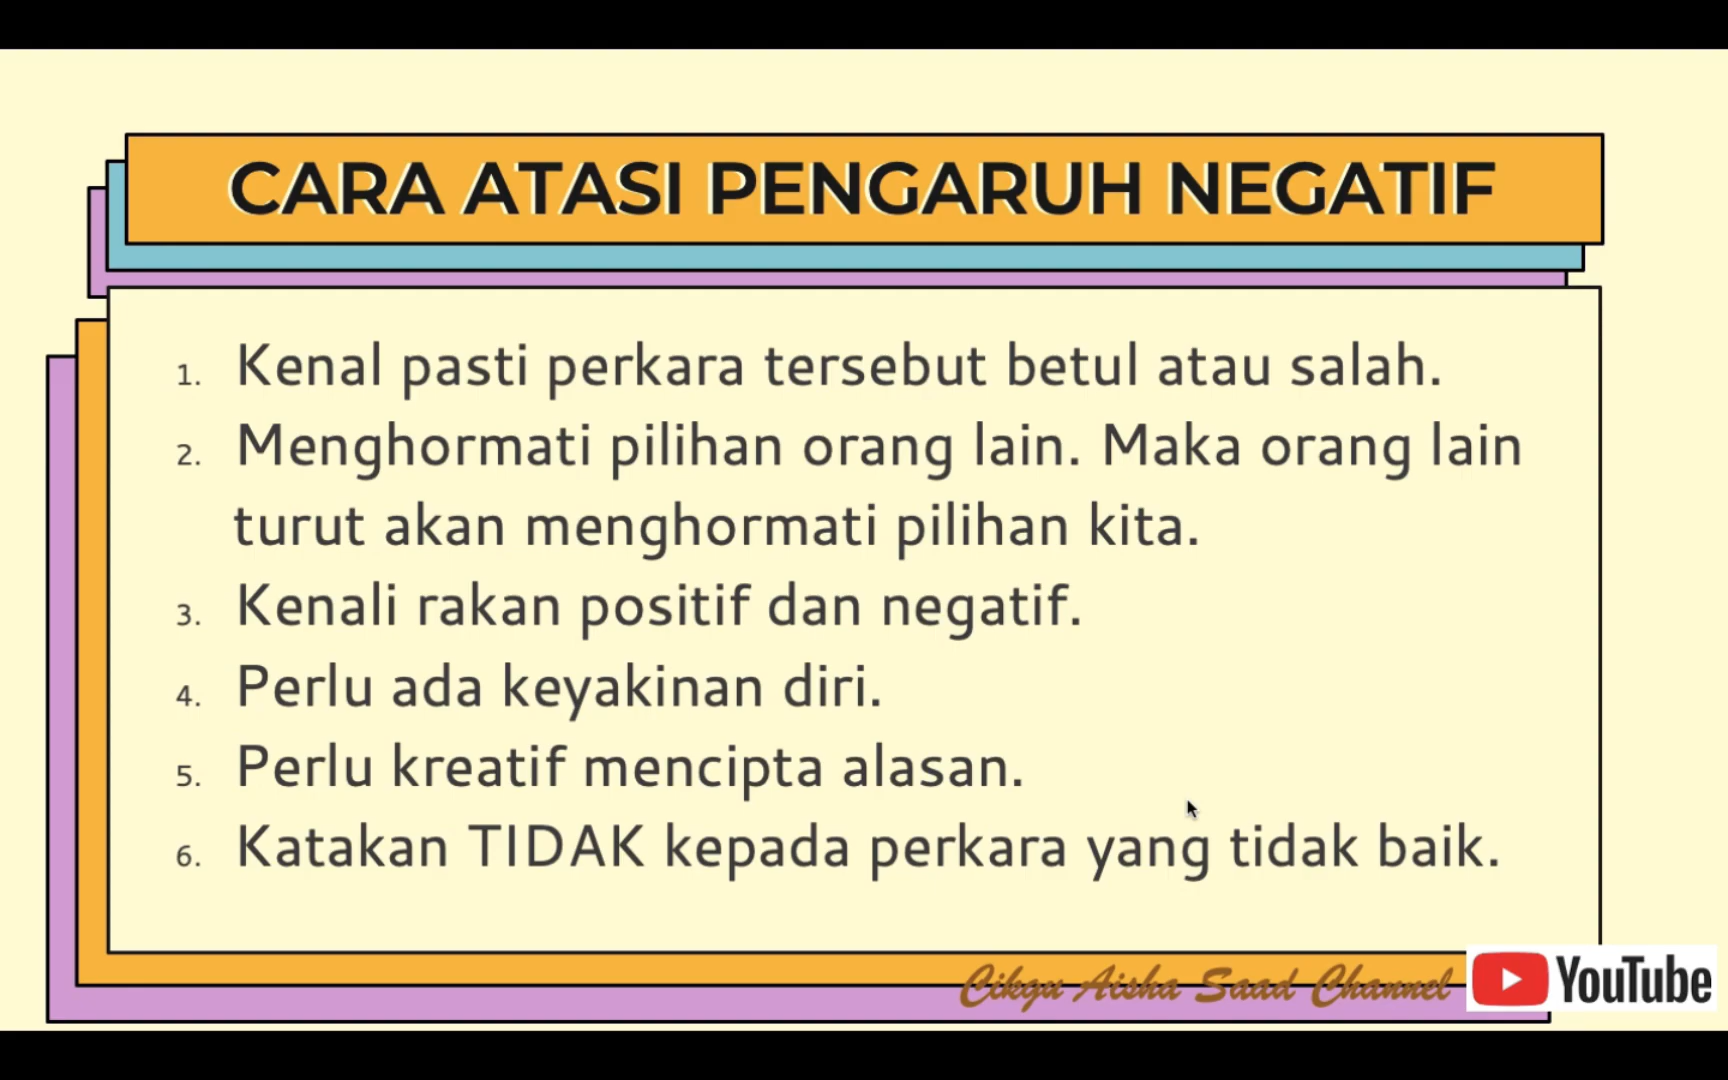 CARA ATASI PENGARUH NEGATIF
1. Kenal pasti perkara tersebut betul atau salah.
2. Menghormati pilihan orang lain. Maka orang lain
turut akan menghormati pilihan kita.
3. Kenali rakan positif dan negatif.
4. Perlu ada keyakinan diri.
5. Perlu kreatif mencipta alasan.
6. Katakan TIDAK kepada perkara yang tidak baik.
Cikgu Aisha Saad Channel
YouTube